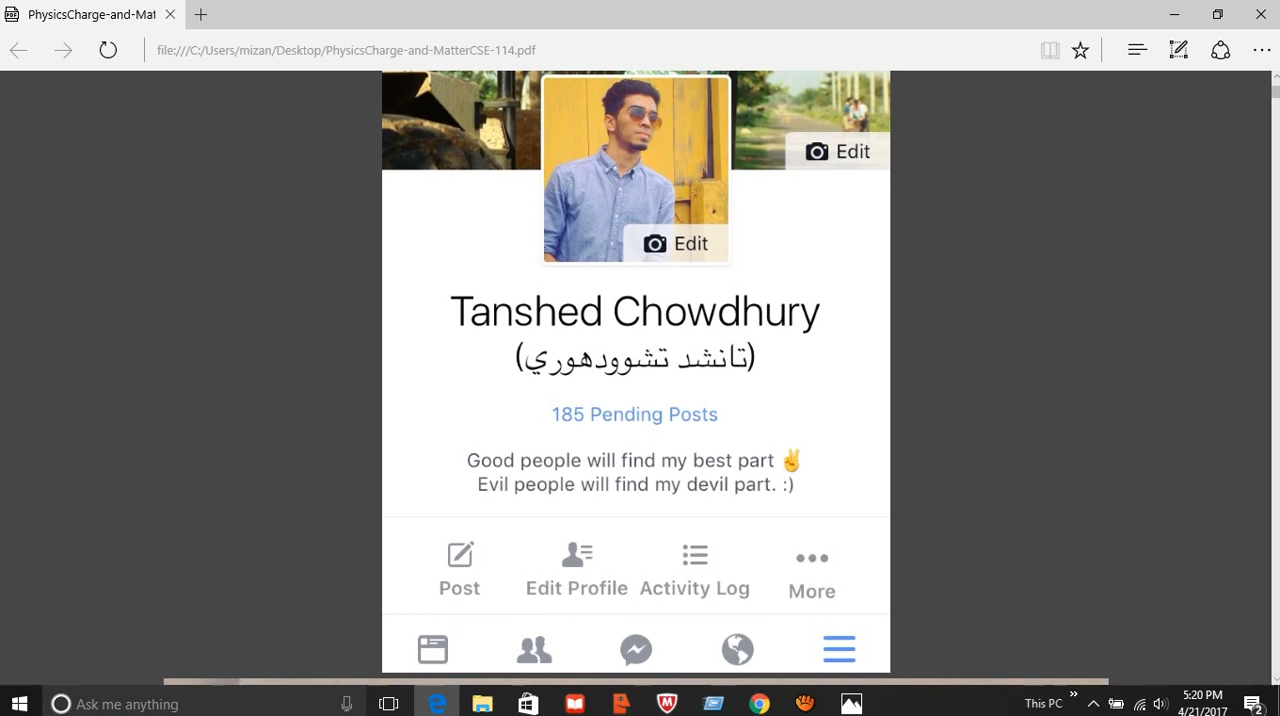 PhysicsCharge-and-Mat
file:///C:/Users/mizan/Desktop/PhysicsCharge-and-MatterCSE-114.pdf
Edit
Edit
Tanshed Chowdhury
(تانشد تشوودهوري)
185 Pending Posts
Good people will find my best part ✌
Evil people will find my devil part. :)
Post
Edit Profile
Activity Log
More
Ask me anything
This PC
5:20 PM
4/21/2017
2